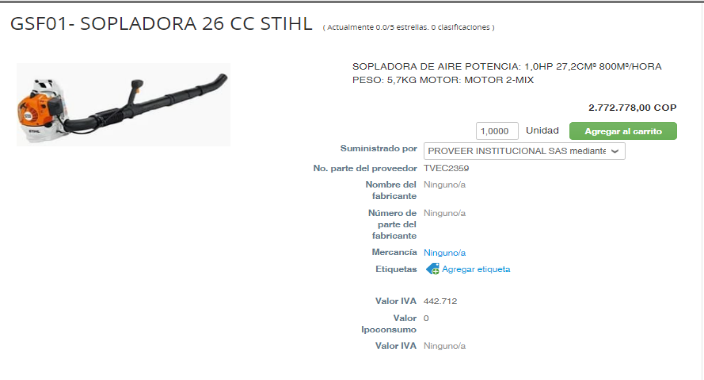 GSF01- SOPLADORA 26 CC STIHL ( Actualmente 0.0/5 estrellas. 0 clasificaciones )
SOPLADORA DE AIRE POTENCIA: 1,0HP 27,2CMº 800M³/HORA
PESO: 5,7KG MOTOR: MOTOR 2-MIX
2.772.778,00 COP
1,0000 Unidad Agregar al carrito
Suministrado por PROVEER INSTITUCIONAL SAS mediante
No. parte del proveedor TVEC2359
Nombre del Ninguno/a
fabricante
Número de Ninguno/a
parte del
fabricante
Mercancía Ninguno/a
Etiquetas Agregar etiqueta
Valor IVA 442.712
Valor 0
Ipoconsumo
Valor IVA Ninguno/a